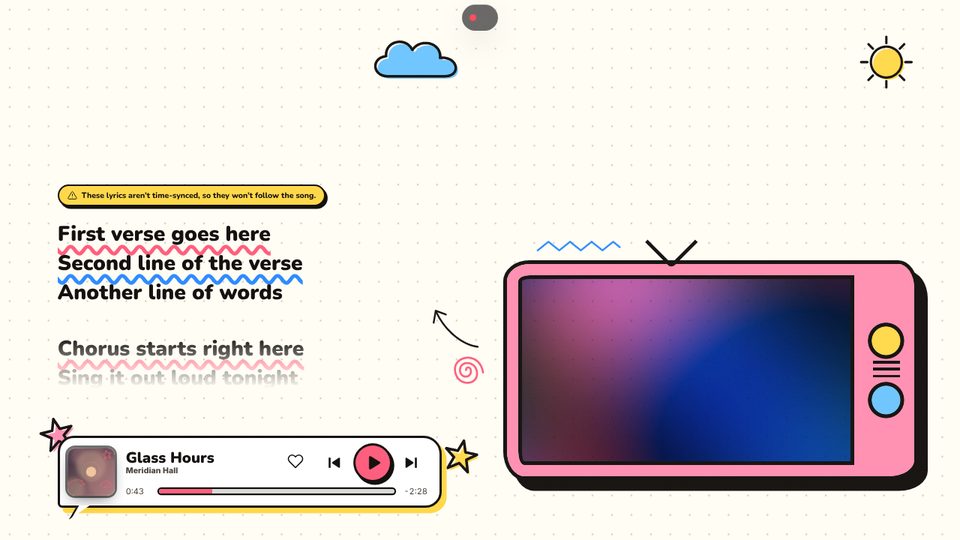 These lyrics aren't time-synced, so they won't follow the song.
First verse goes here
Second line of the verse
Another line of words
Chorus starts right here
Sing it out loud tonight
Glass Hours
Meridian Hall
0:43
-2:28